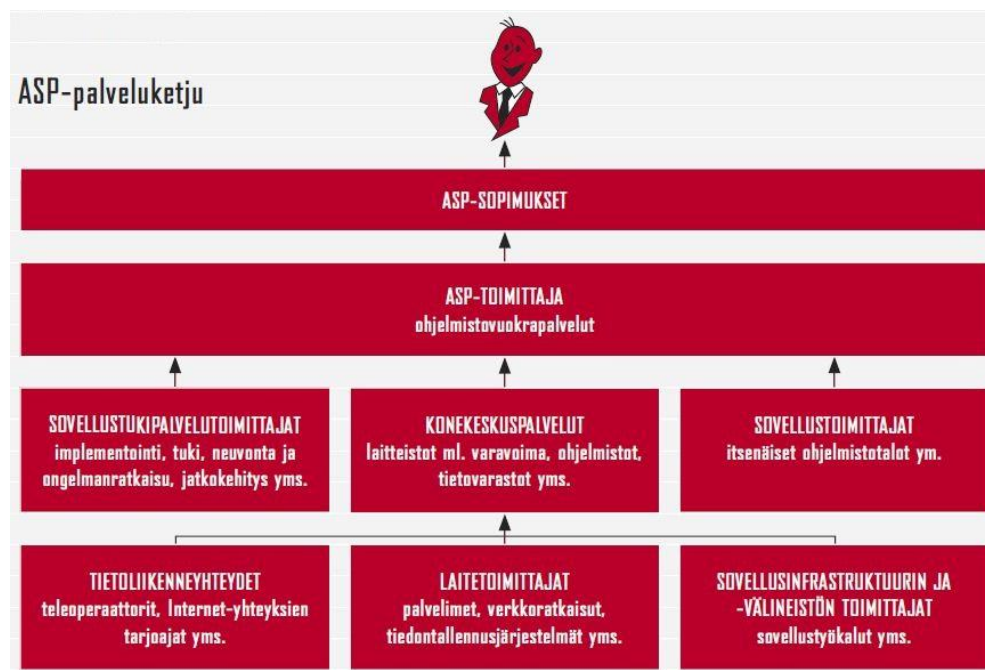 ASP-palveluketju
ASP-SOPIMUKSET
ASP-TOIMITTAJA
ohjelmistovuokrapalvelut
SOVELLUSTUKIPALVELUTOIMITTAJAT
implementointi, tuki, neuvonta ja
ongelmanratkaisu, jatkokehitys yms.
KONEKESKUSPALVELUT
laitteistot ml. varavoima, ohjelmistot,
tietovarastot yms.
SOVELLUSTOIMITTAJAT
itsenäiset ohjelmistotalot ym.
TIETOLIIKENNEYHTEYDET
teleoperaattorit, Internet-yhteyksien
tarjoajat yms.
LAITETOIMITTAJAT
palvelimet, verkkoratkaisut,
tiedontallennusjärjestelmät yms.
SOVELLUSINFRASTRUKTUURIN JA
-VÄLINEISTÖN TOIMITTAJAT
sovellustyökalut yms.